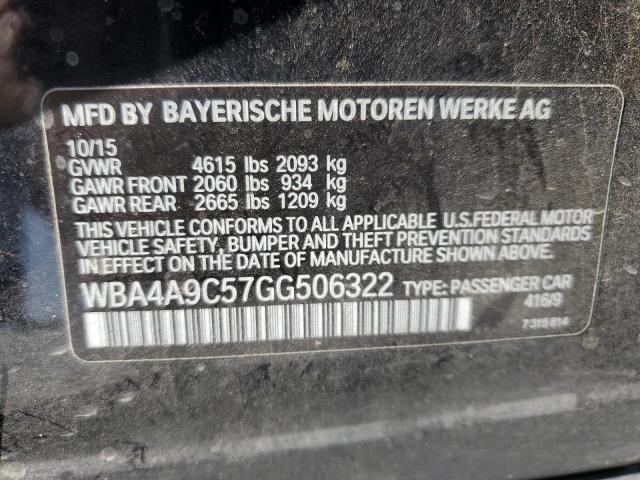 MFD BY BAYERISCHE MOTOREN WERKE AG
10/15
GVWR 4615 lbs 2093 kg
GAWR FRONT 2060 lbs 934 kg
GAWR REAR 2665 lbs 1209 kg
THIS VEHICLE CONFORMS TO ALL APPLICABLE U.S.FEDERAL MOTOR
VEHICLE SAFETY, BUMPER AND THEFT PREVENTION STANDARDS
IN EFFECT ON THE DATE OF MANUFACTURE SHOWN ABOVE.
WBA4A9C57GG506322 TYPE: PASSENGER CAR
416/9
7315814